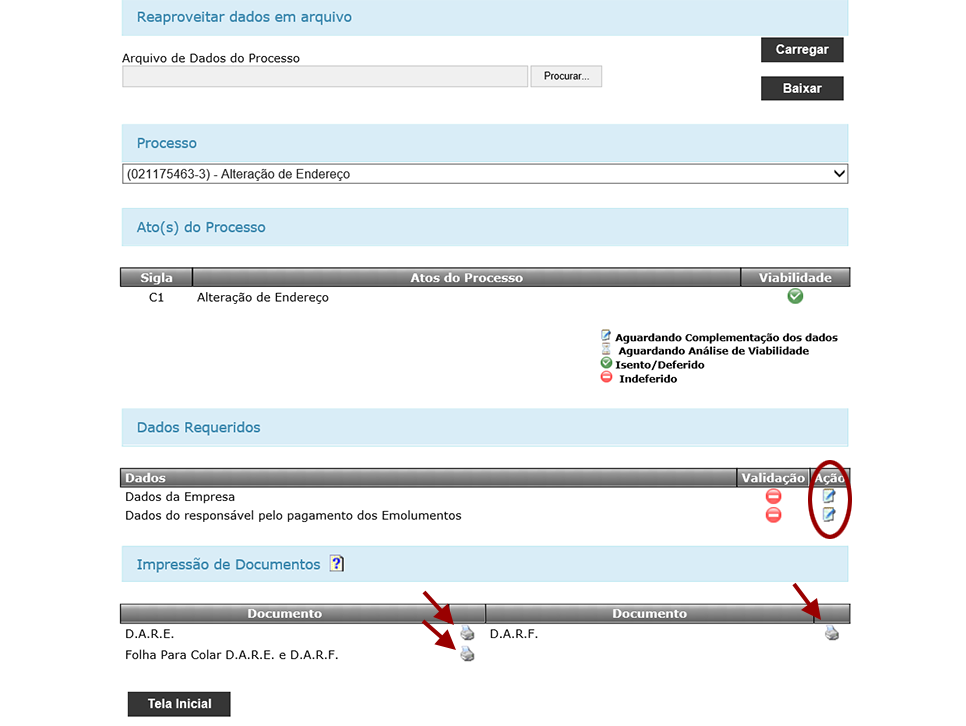 Reaproveitar dados em arquivo
Arquivo de Dados do Processo
Procurar...
Carregar
Baixar
Processo
(021175463-3) - Alteração de Endereço
Ato(s) do Processo
Sigla Atos do Processo Viabilidade
C1 Alteração de Endereço
Aguardando Complementação dos dados
Aguardando Análise de Viabilidade
Isento/Deferido
Indeferido
Dados Requeridos
Dados Validação Ação
Dados da Empresa
Dados do responsável pelo pagamento dos Emolumentos
Impressão de Documentos ?
Documento Documento
D.A.R.E. D.A.R.F.
Folha Para Colar D.A.R.E. e D.A.R.F.
Tela Inicial